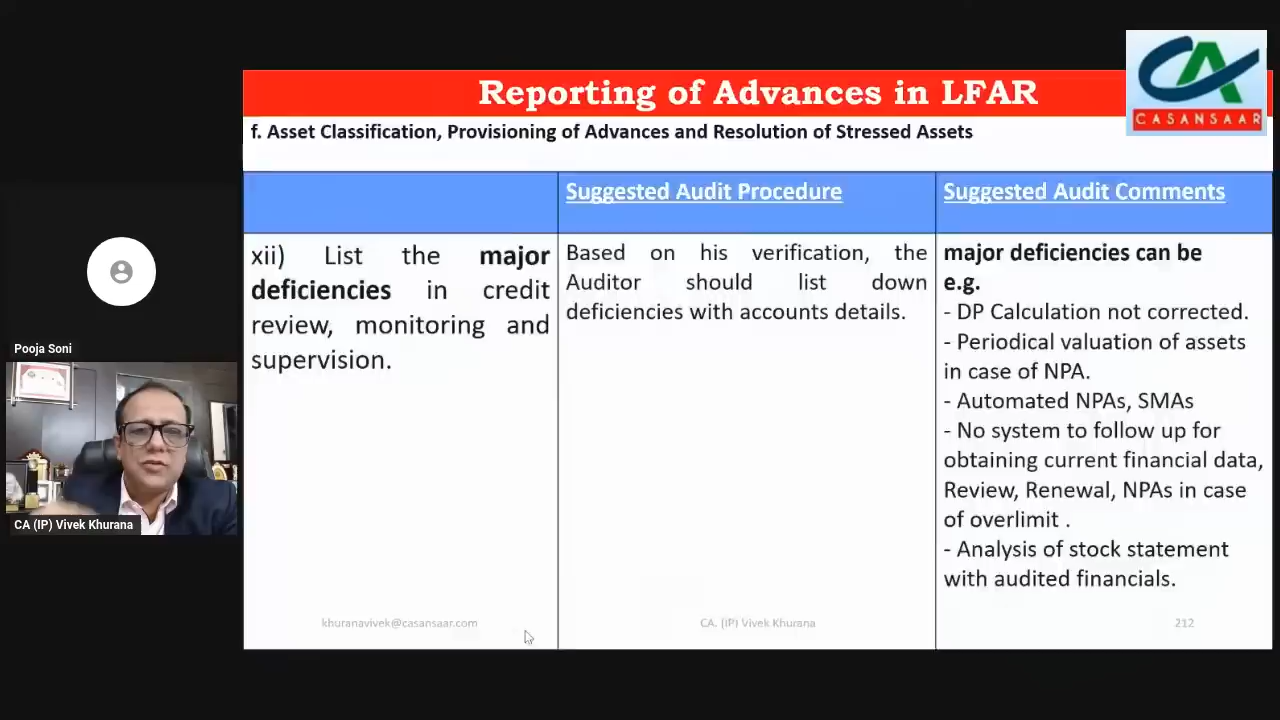 Reporting of Advances in LFAR
CASANSAAR
f. Asset Classification, Provisioning of Advances and Resolution of Stressed Assets
Suggested Audit Procedure
Suggested Audit Comments
xii) List the major
deficiencies in credit
review, monitoring and
supervision.
Based on his verification, the
Auditor should list down
deficiencies with accounts details.
major deficiencies can be
e.g.
- DP Calculation not corrected.
- Periodical valuation of assets
in case of NPA.
- Automated NPAs, SMAs
- No system to follow up for
obtaining current financial data,
Review, Renewal, NPAs in case
of overlimit .
- Analysis of stock statement
with audited financials.
khuranavivek@casansaar.com
CA. (IP) Vivek Khurana
212
Pooja Soni
CA (IP) Vivek Khurana